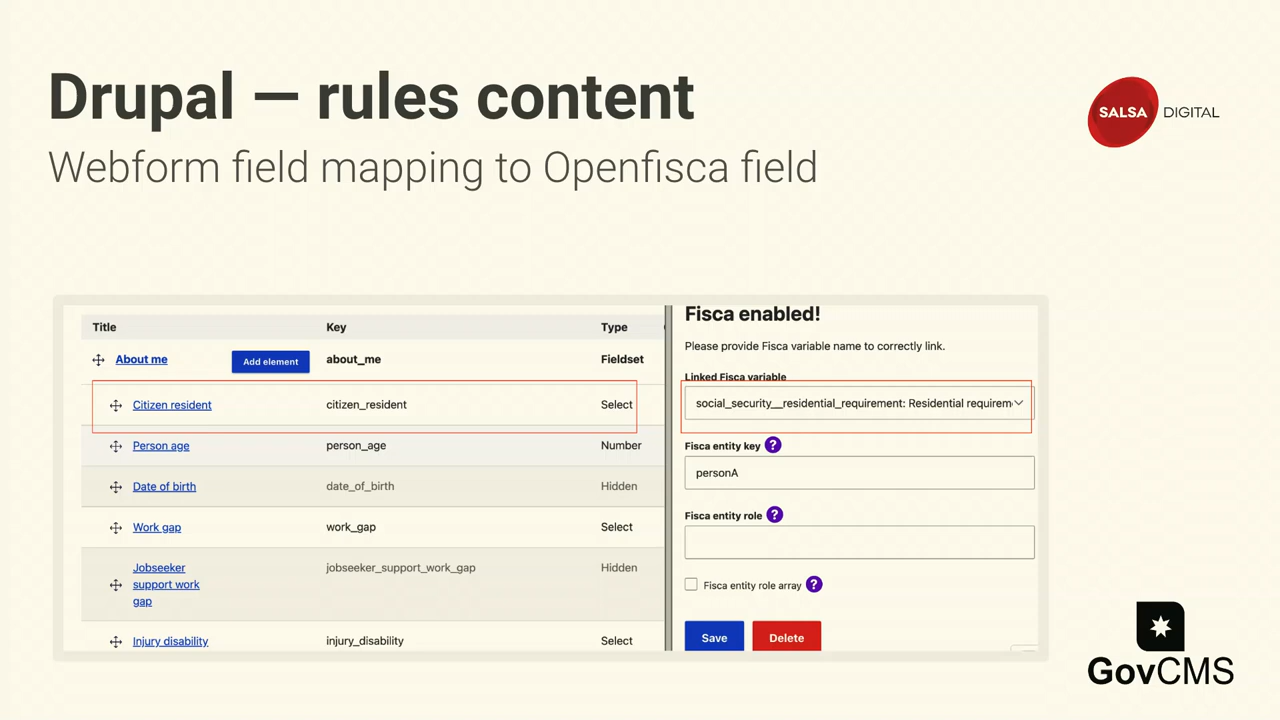 Drupal — rules content
Webform field mapping to Openfisca field
SALSA DIGITAL
Title Key Type
About me Add element about_me Fieldset
Citizen resident citizen_resident Select
Person age person_age Number
Date of birth date_of_birth Hidden
Work gap work_gap Select
Jobseeker jobseeker_support_work_gap Hidden
support work
gap
Injury disability injury_disability Select
Fisca enabled!
Please provide Fisca variable name to correctly link.
Linked Fisca variable
social_security__residential_requirement: Residential requirem
Fisca entity key ?
personA
Fisca entity role ?
Fisca entity role array ?
Save Delete
GovCMS